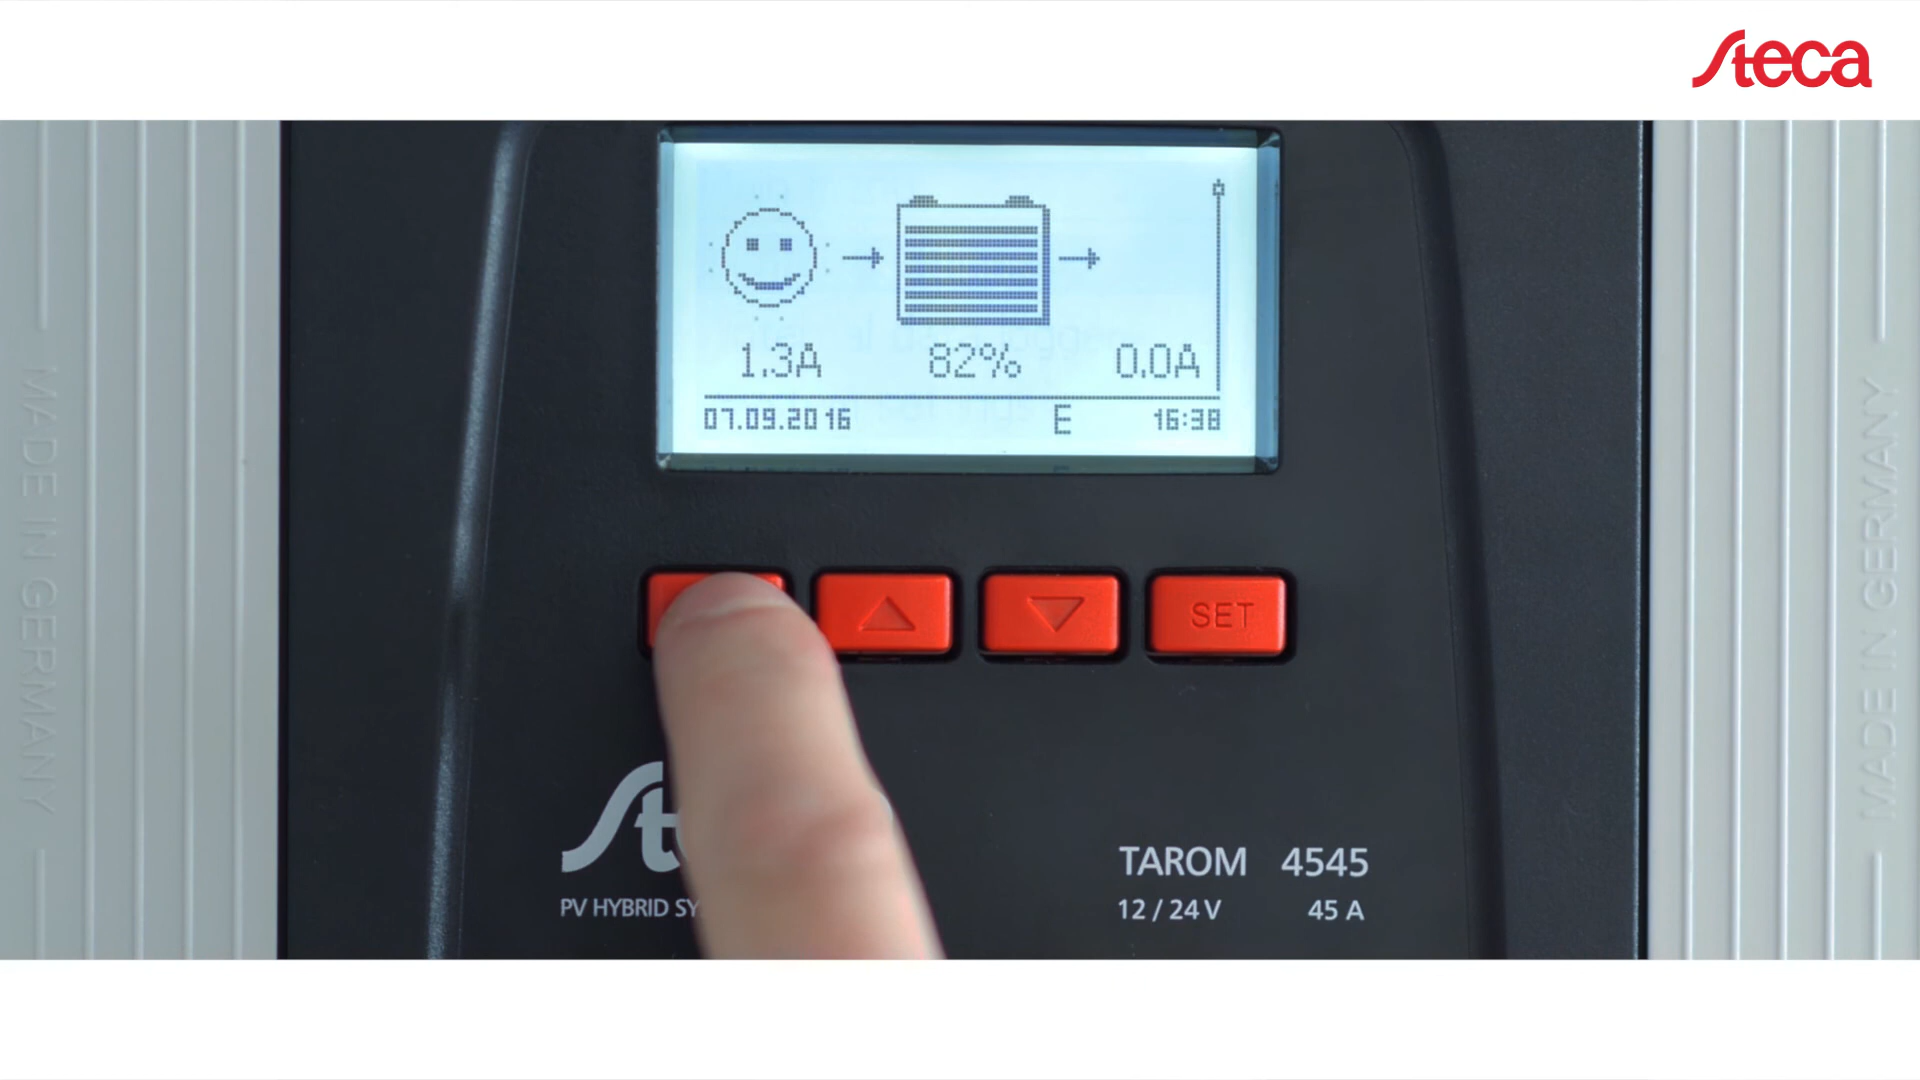 Steca
1.3A 82% 0.0A
07.09.2016 E 16:38
SET
MADE IN GERMANY
MADE IN GERMANY
St
TAROM 4545
PV HYBRID SY
12 / 24 V 45 A